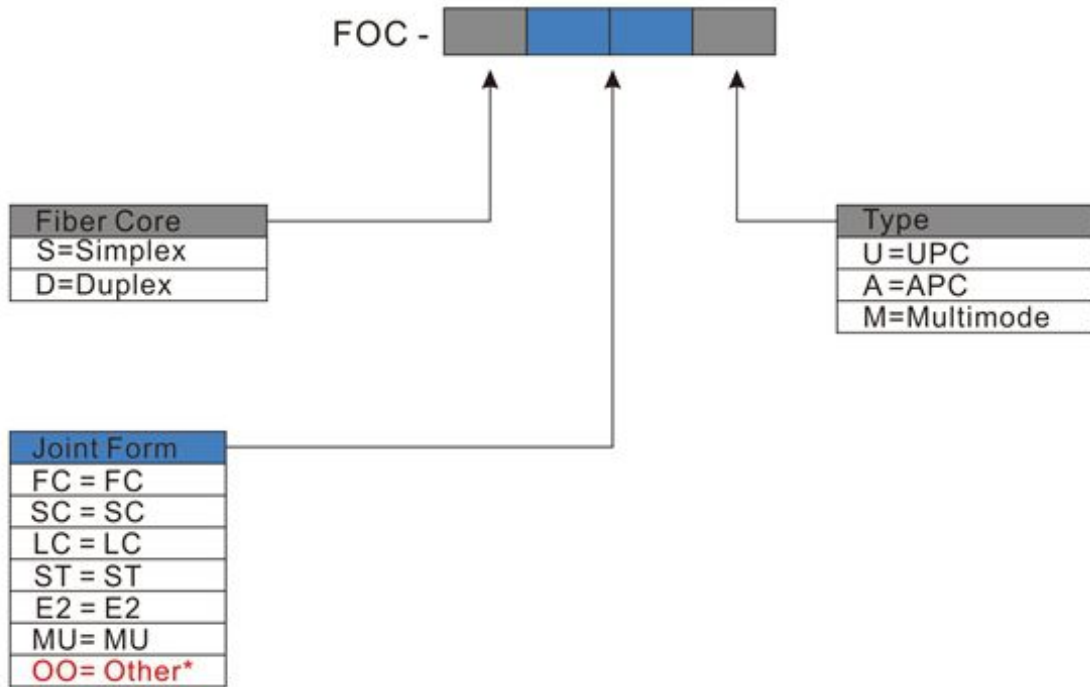 FOC -
Fiber Core
S=Simplex
D=Duplex
Type
U=UPC
A=APC
M=Multimode
Joint Form
FC = FC
SC = SC
LC = LC
ST = ST
E2 = E2
MU= MU
OO= Other*